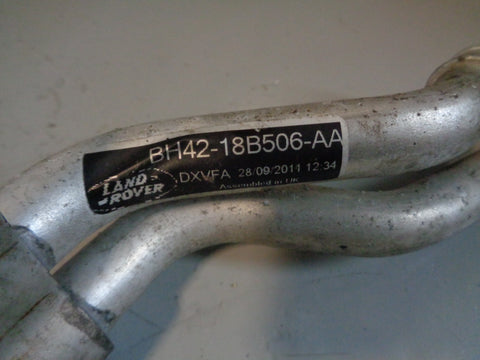 BH42-18B506-AA
LAND
ROVER
DXVFA 28/09/2011 12:34
Assembled in UK